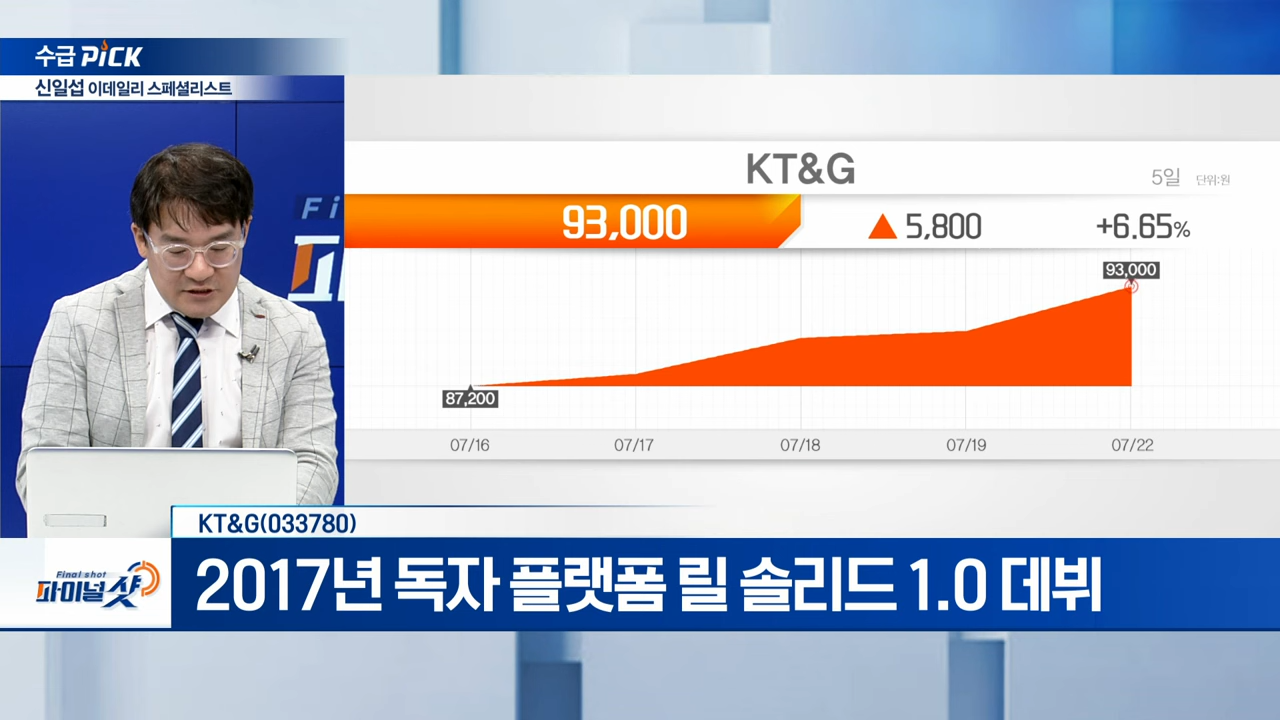 수급 PiCK
신일섭 이데일리 스페셜리스트
Fi
파
KT&G
5일 단위:원
93,000 ▲ 5,800 +6.65%
93,000
87,200
07/16 07/17 07/18 07/19 07/22
KT&G(033780)
Final shot
파이널샷
2017년 독자 플랫폼 릴 솔리드 1.0 데뷔